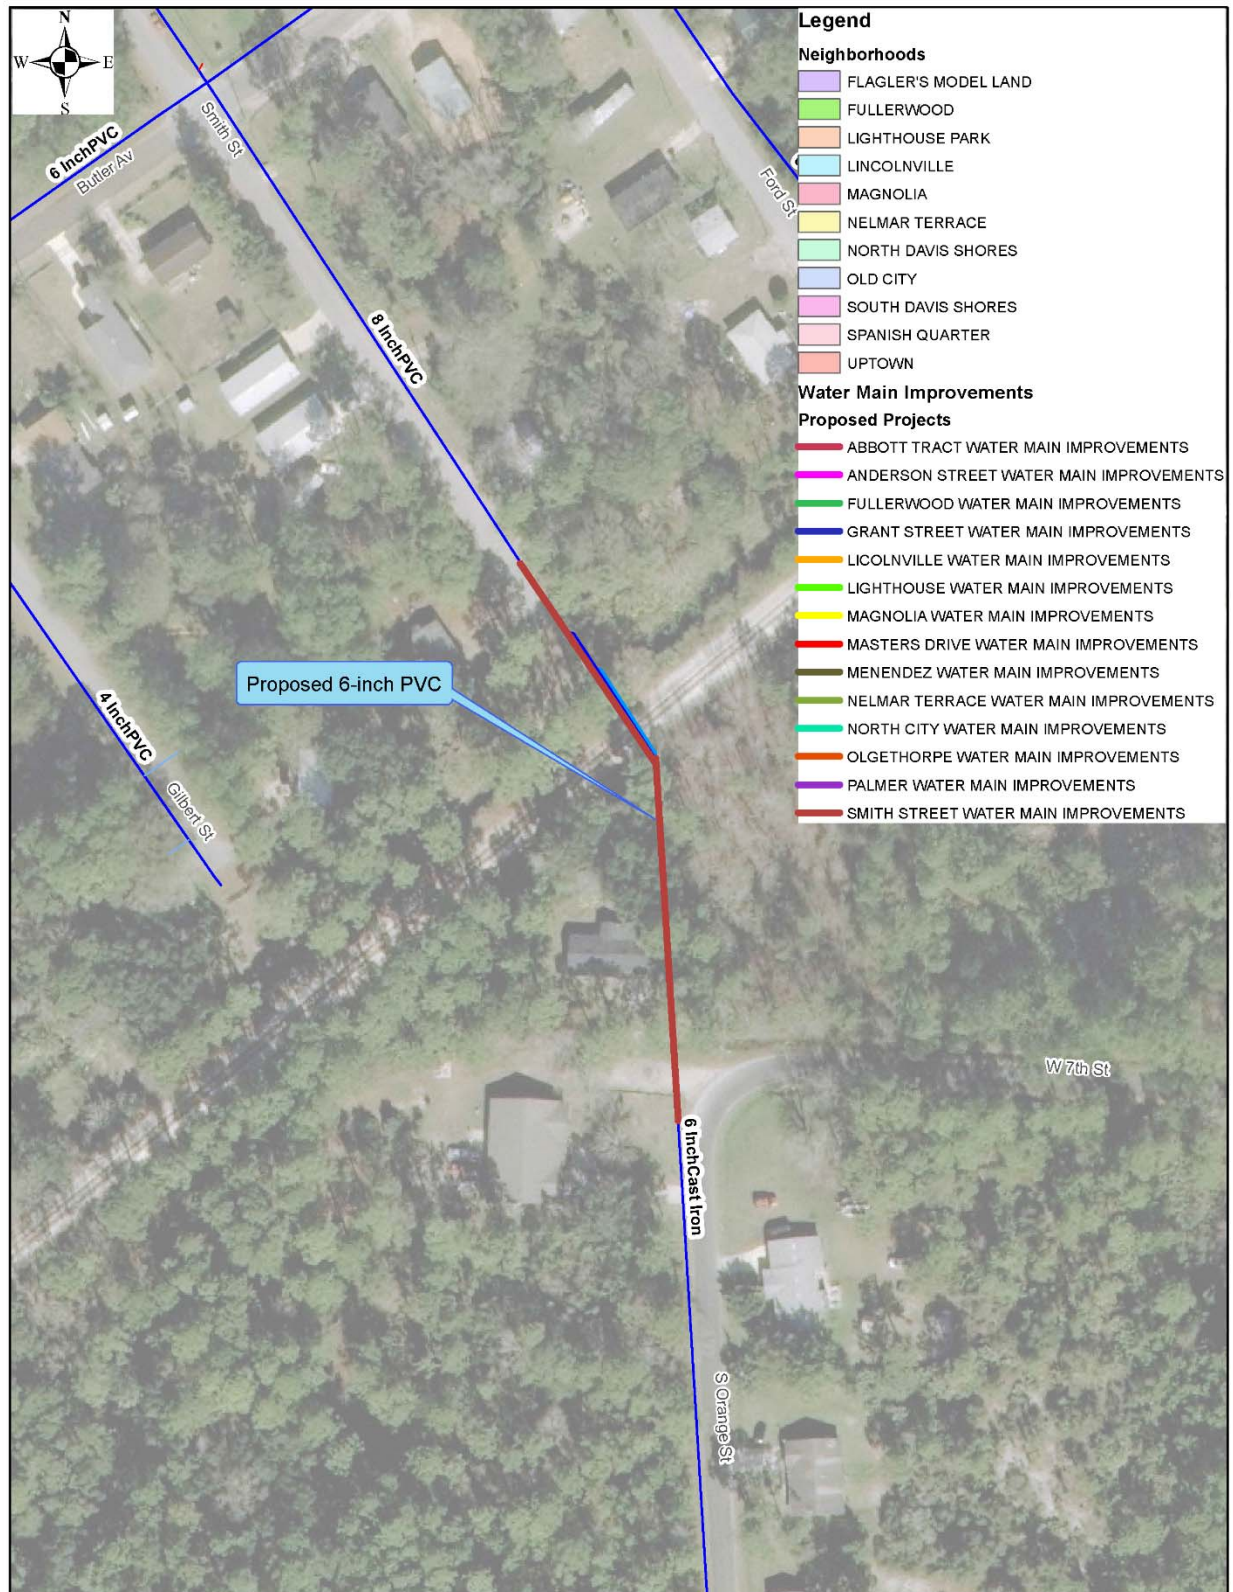 N
W E
S
6 InchPVC
Butler Av
Smith St
Ford St
8 InchPVC
Proposed 6-inch PVC
4 InchPVC
Gilbert St
W 7th St
6 InchCast Iron
S Orange St
Legend
Neighborhoods
FLAGLER'S MODEL LAND
FULLERWOOD
LIGHTHOUSE PARK
LINCOLNVILLE
MAGNOLIA
NELMAR TERRACE
NORTH DAVIS SHORES
OLD CITY
SOUTH DAVIS SHORES
SPANISH QUARTER
UPTOWN
Water Main Improvements
Proposed Projects
ABBOTT TRACT WATER MAIN IMPROVEMENTS
ANDERSON STREET WATER MAIN IMPROVEMENTS
FULLERWOOD WATER MAIN IMPROVEMENTS
GRANT STREET WATER MAIN IMPROVEMENTS
LICOLNVILLE WATER MAIN IMPROVEMENTS
LIGHTHOUSE WATER MAIN IMPROVEMENTS
MAGNOLIA WATER MAIN IMPROVEMENTS
MASTERS DRIVE WATER MAIN IMPROVEMENTS
MENENDEZ WATER MAIN IMPROVEMENTS
NELMAR TERRACE WATER MAIN IMPROVEMENTS
NORTH CITY WATER MAIN IMPROVEMENTS
OLGETHORPE WATER MAIN IMPROVEMENTS
PALMER WATER MAIN IMPROVEMENTS
SMITH STREET WATER MAIN IMPROVEMENTS